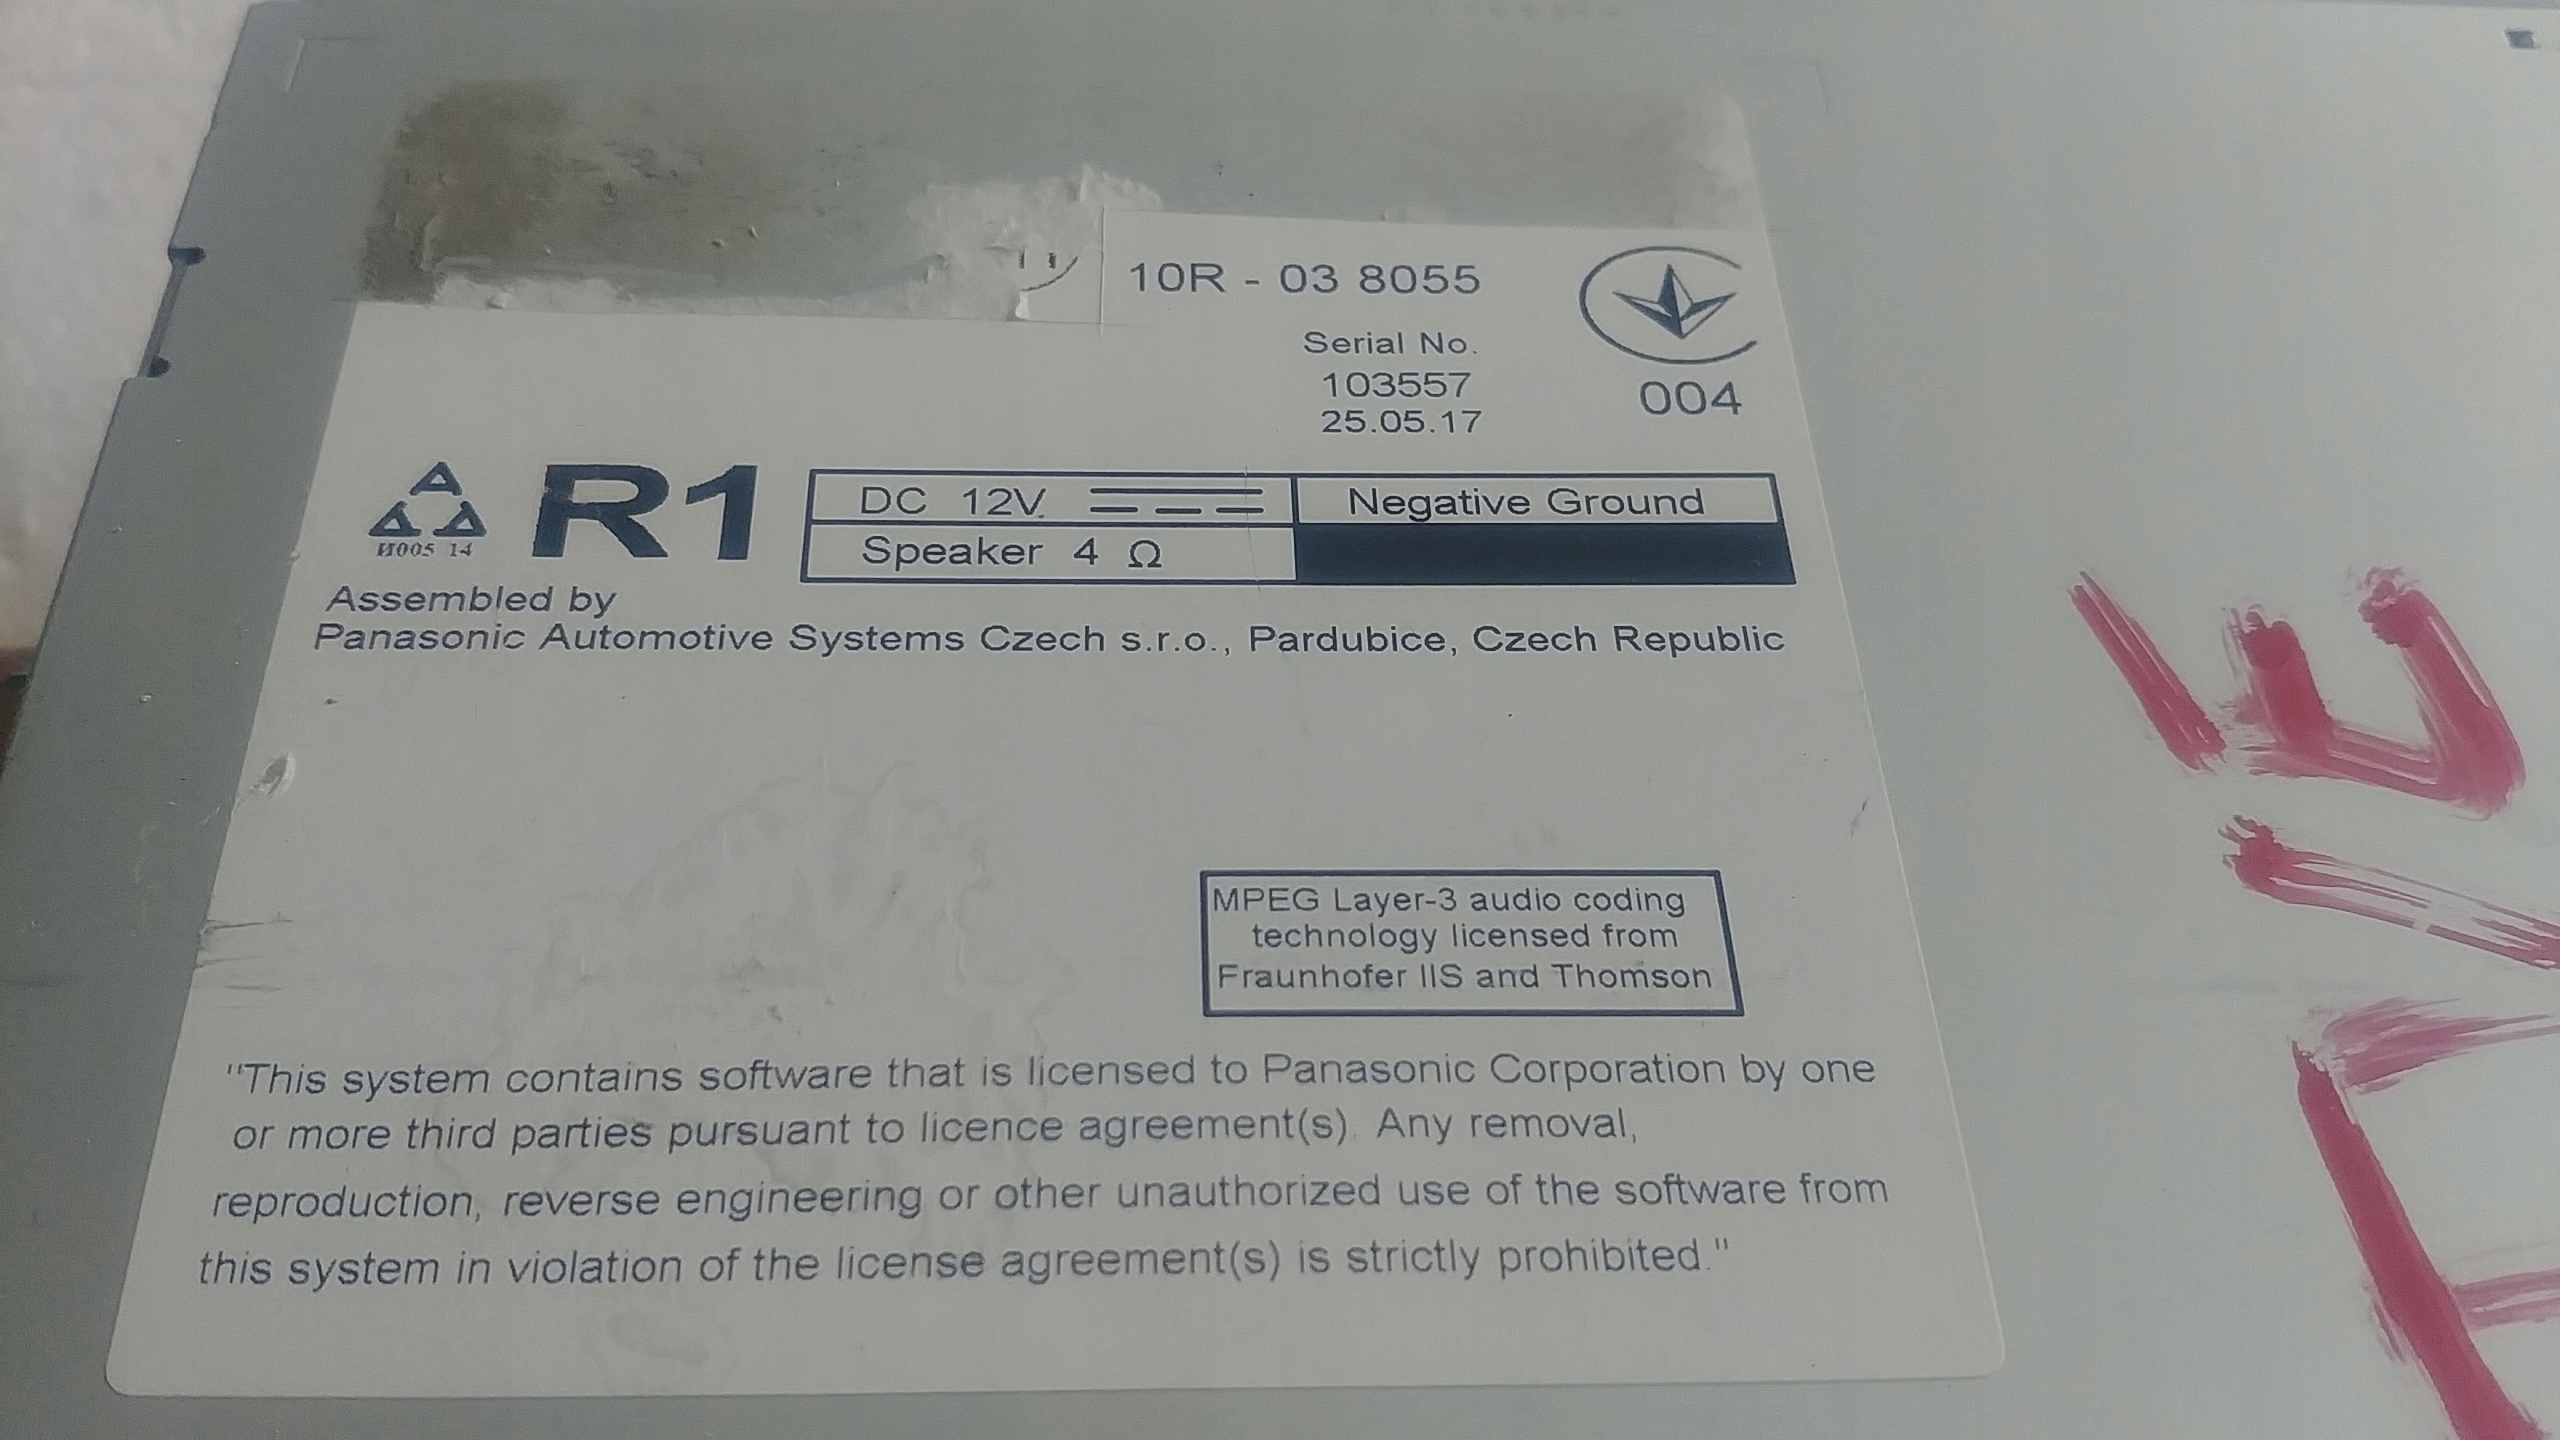 10R - 03 8055
Serial No.
103557
25.05.17
004
R1
И005 14
DC 12V.
Negative Ground
Speaker 4 Ω
Assembled by
Panasonic Automotive Systems Czech s.r.o., Pardubice, Czech Republic
MPEG Layer-3 audio coding
technology licensed from
Fraunhofer IIS and Thomson
"This system contains software that is licensed to Panasonic Corporation by one
or more third parties pursuant to licence agreement(s). Any removal,
reproduction, reverse engineering or other unauthorized use of the software from
this system in violation of the license agreement(s) is strictly prohibited."